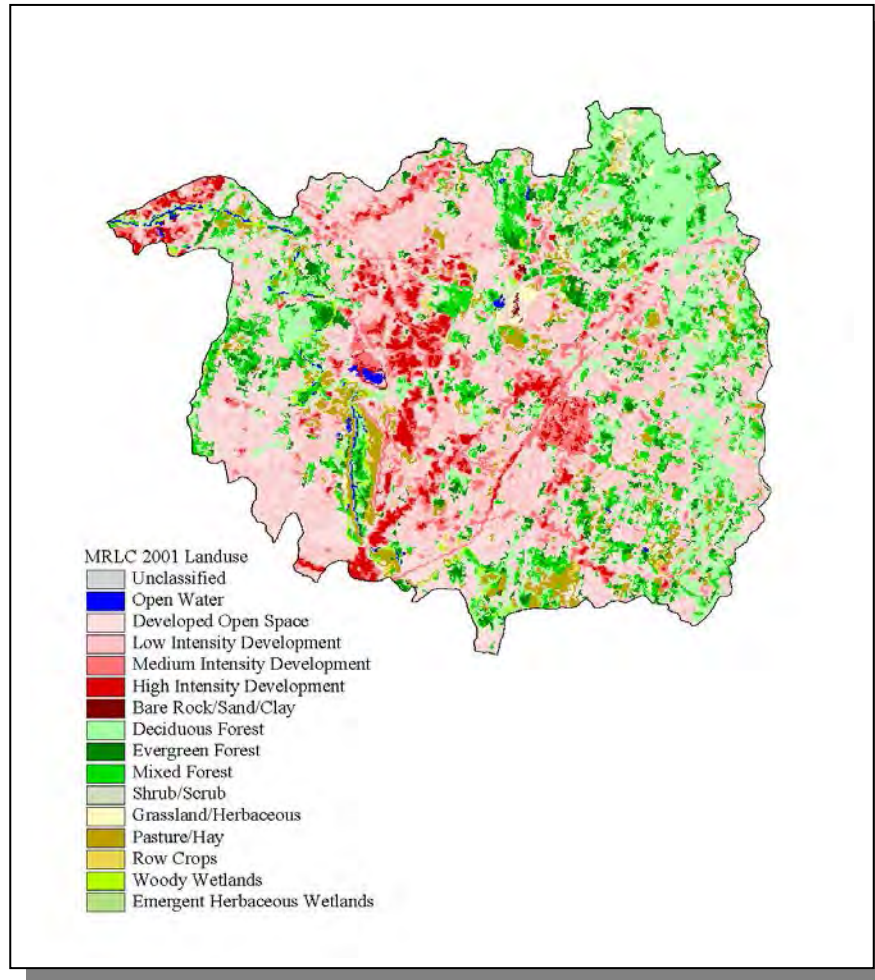 MRLC 2001 Landuse
Unclassified
Open Water
Developed Open Space
Low Intensity Development
Medium Intensity Development
High Intensity Development
Bare Rock/Sand/Clay
Deciduous Forest
Evergreen Forest
Mixed Forest
Shrub/Scrub
Grassland/Herbaceous
Pasture/Hay
Row Crops
Woody Wetlands
Emergent Herbaceous Wetlands